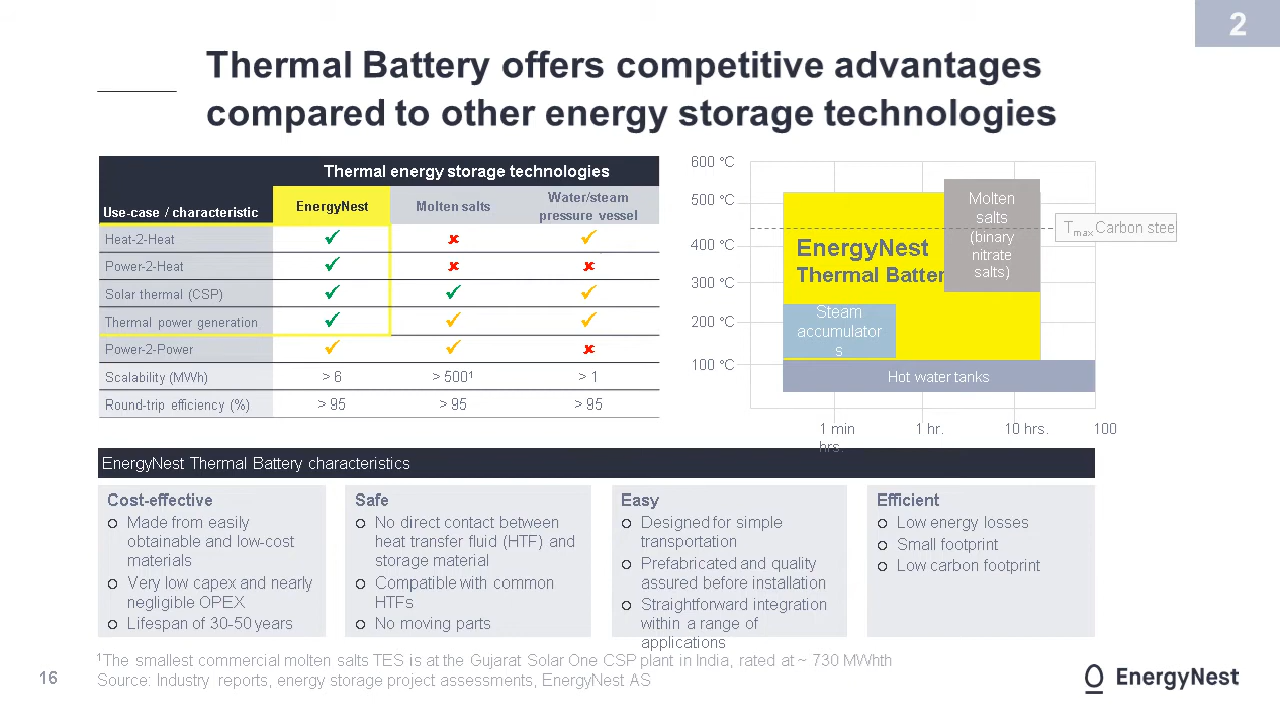 2
Thermal Battery offers competitive advantages
compared to other energy storage technologies
Thermal energy storage technologies
Use-case / characteristic
EnergyNest
Molten salts
Water/steam
pressure vessel
Heat-2-Heat ✓ ✗ ✓
Power-2-Heat ✓ ✗ ✗
Solar thermal (CSP) ✓ ✓ ✓
Thermal power generation ✓ ✓ ✓
Power-2-Power ✓ ✓ ✗
Scalability (MWh) > 6 > 500¹ > 1
Round-trip efficiency (%) > 95 > 95 > 95
600 °C
500 °C
400 °C
300 °C
200 °C
100 °C
EnergyNest
Thermal Batter
Molten
salts
(binary
nitrate
salts)
Tmax Carbon stee
Steam
accumulator
s
Hot water tanks
1 min 1 hr. 10 hrs. 100
hrs.
EnergyNest Thermal Battery characteristics
Cost-effective
o Made from easily
obtainable and low-cost
materials
o Very low capex and nearly
negligible OPEX
o Lifespan of 30-50 years
Safe
o No direct contact between
heat transfer fluid (HTF) and
storage material
o Compatible with common
HTFs
o No moving parts
Easy
o Designed for simple
transportation
o Prefabricated and quality
assured before installation
o Straightforward integration
within a range of
applications
Efficient
o Low energy losses
o Small footprint
o Low carbon footprint
¹The smallest commercial molten salts TES is at the Gujarat Solar One CSP plant in India, rated at ~ 730 MWhth
Source: Industry reports, energy storage project assessments, EnergyNest AS
16
EnergyNest